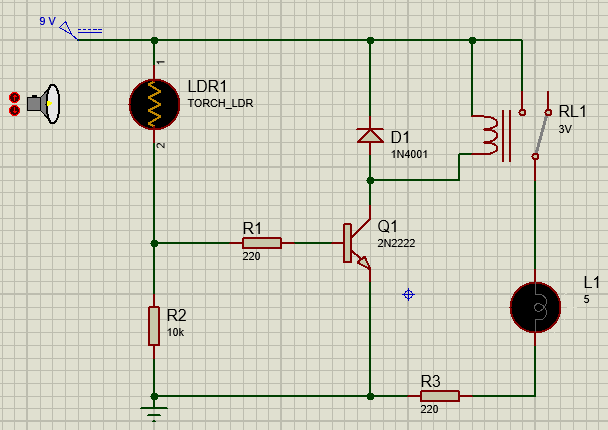 9 V
1
LDR1
TORCH_LDR
2
D1
1N4001
RL1
3V
R1
220
Q1
2N2222
R2
10k
L1
5
R3
220